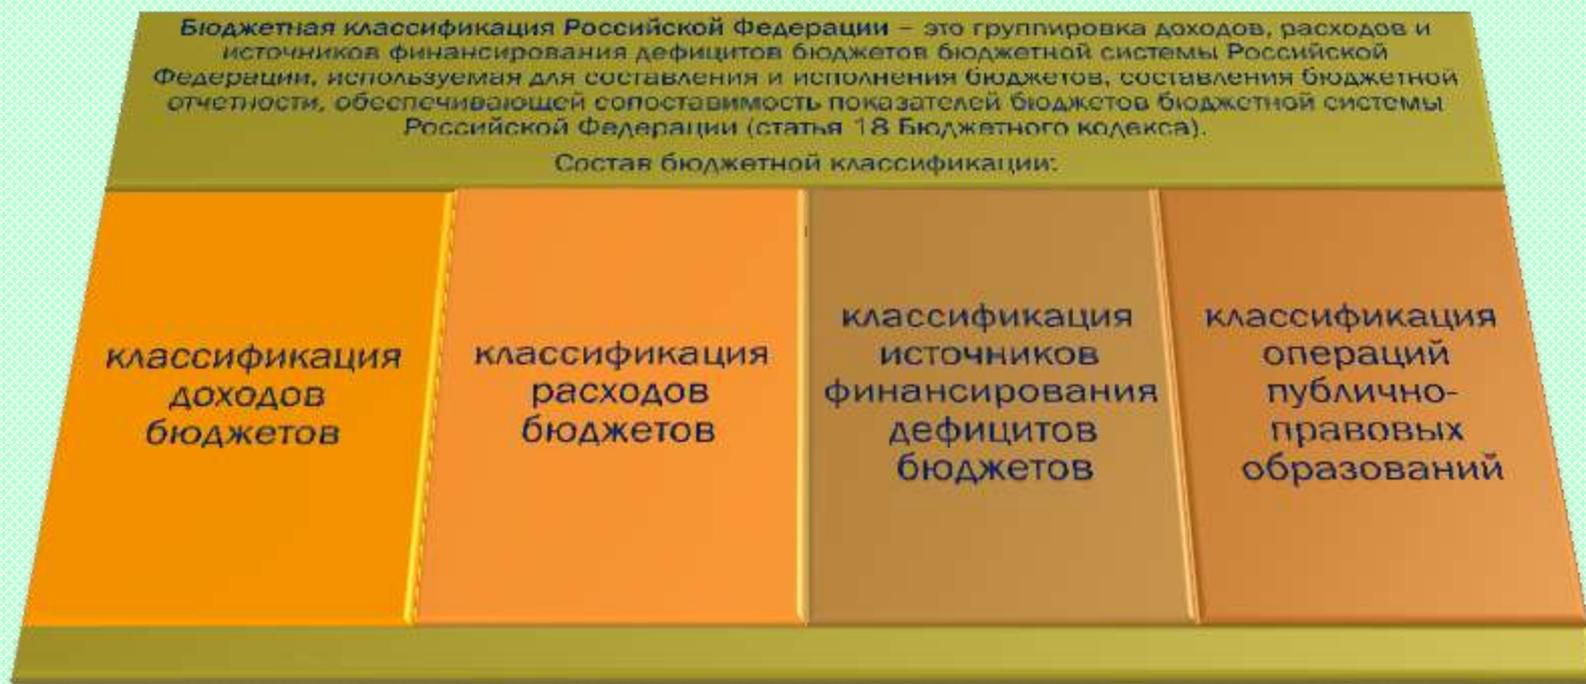 Бюджетная классификация Российской Федерации – это группировка доходов, расходов и
источников финансирования дефицитов бюджетов бюджетной системы Российской
Федерации, используемая для составления и исполнения бюджетов, составления бюджетной
отчетности, обеспечивающей сопоставимость показателей бюджетов бюджетной системы
Российской Федерации (статья 18 Бюджетного кодекса).
Состав бюджетной классификации:
классификация
доходов
бюджетов
классификация
расходов
бюджетов
классификация
источников
финансирования
дефицитов
бюджетов
классификация
операций
публично-
правовых
образований